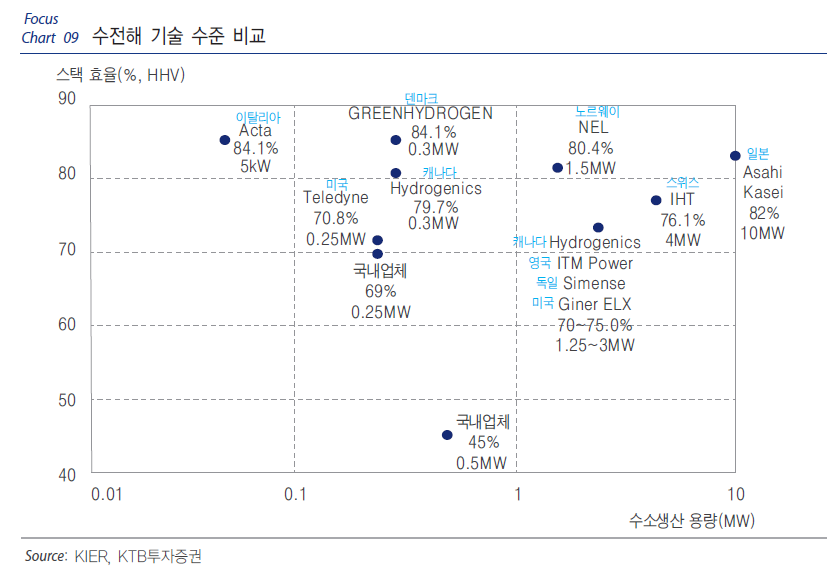 Focus
Chart 09 수전해 기술 수준 비교
스택 효율(%, HHV)
90
80
70
60
50
40
이탈리아
Acta
84.1%
5kW
덴마크
GREENHYDROGEN
84.1%
0.3MW
캐나다
Hydrogenics
79.7%
0.3MW
미국
Teledyne
70.8%
0.25MW
국내업체
69%
0.25MW
노르웨이
NEL
80.4%
1.5MW
일본
Asahi
Kasei
82%
10MW
스위스
IHT
76.1%
4MW
캐나다 Hydrogenics
영국 ITM Power
독일 Simense
미국 Giner ELX
70~75.0%
1.25~3MW
국내업체
45%
0.5MW
0.01 0.1 1 10
수소생산 용량(MW)
Source: KIER, KTB투자증권